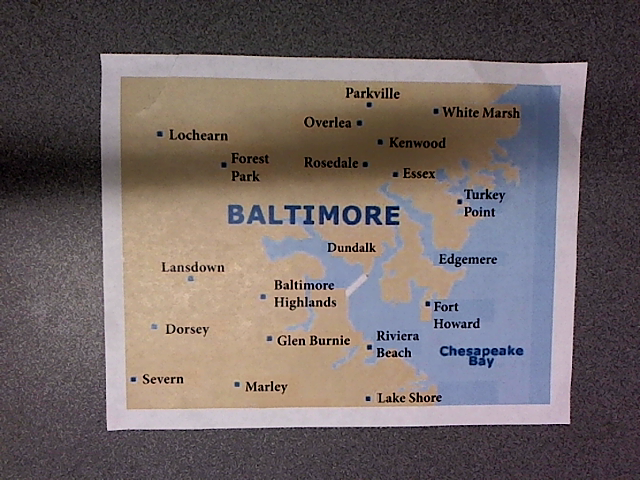 Parkville
White Marsh
Overlea
Lochearn
Kenwood
Forest
Park
Rosedale
Essex
Turkey
Point
BALTIMORE
Dundalk
Edgemere
Lansdown
Baltimore
Highlands
Fort
Howard
Dorsey
Glen Burnie
Riviera
Beach
Chesapeake
Bay
Severn
Marley
Lake Shore